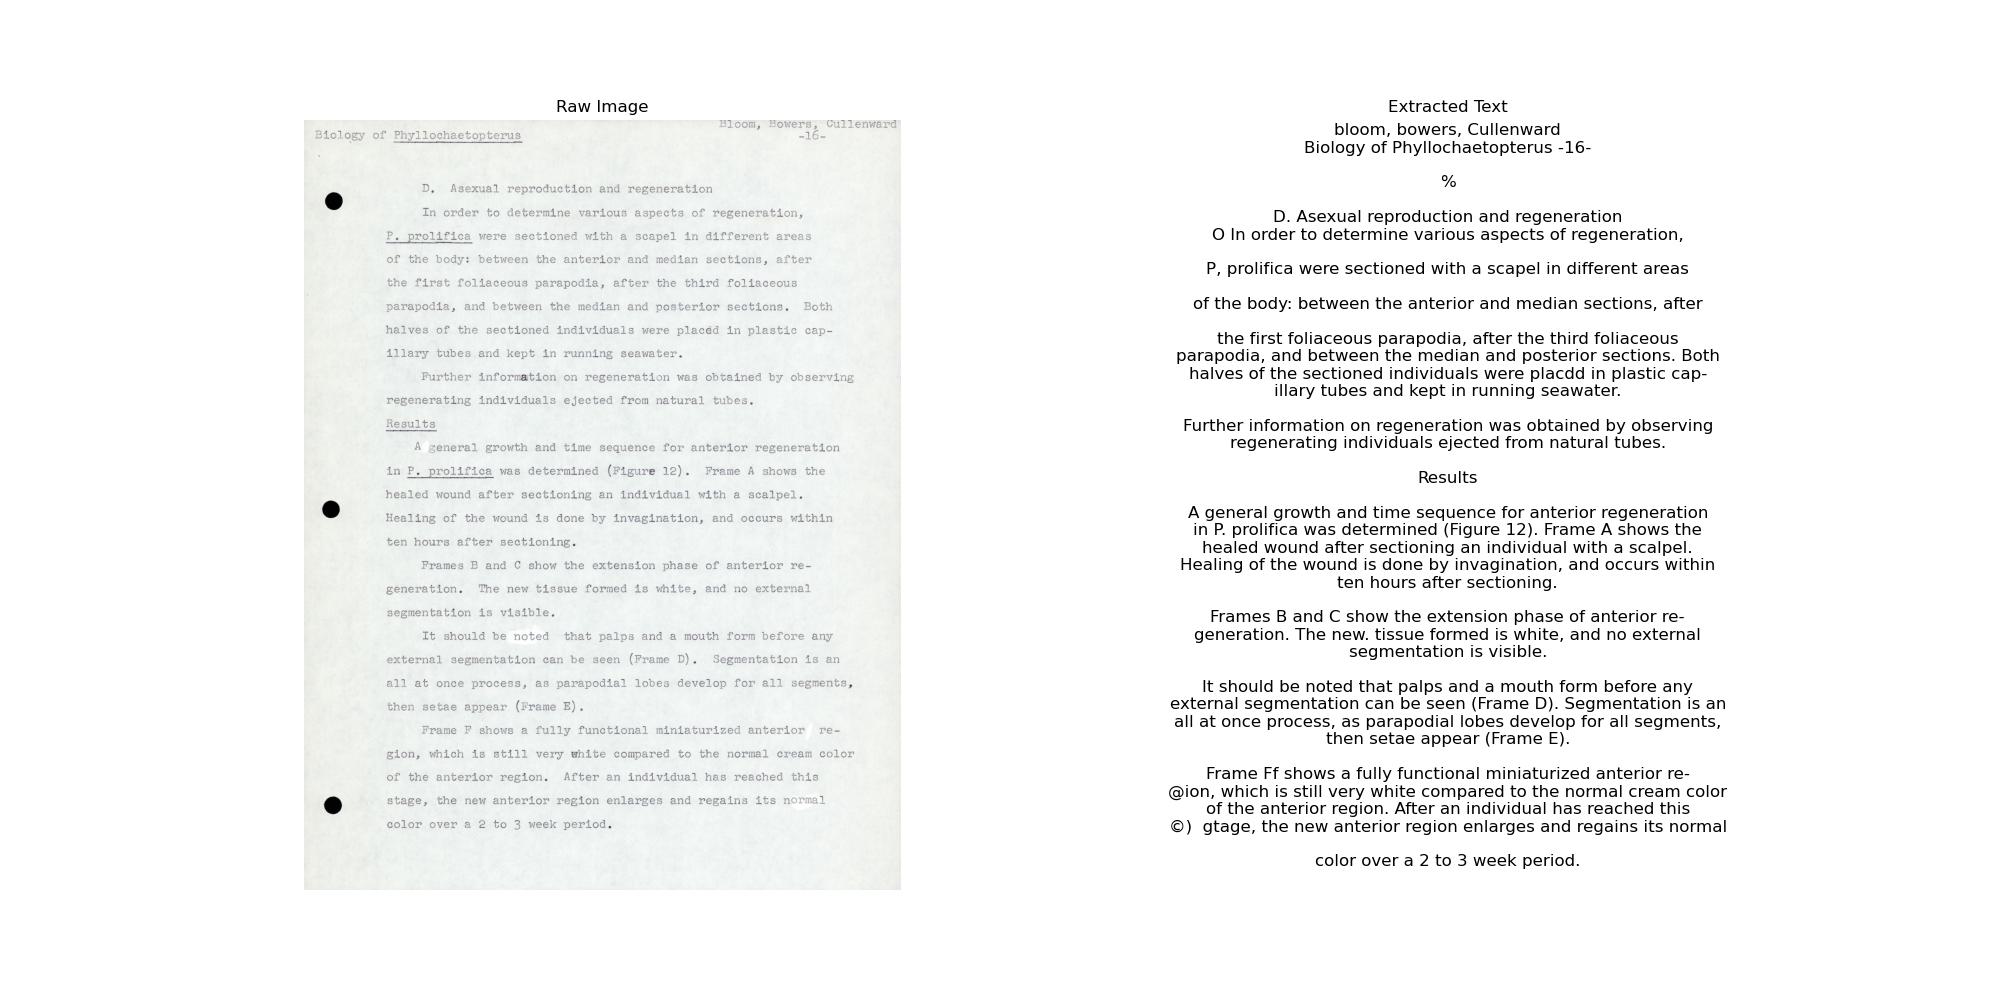 Raw Image
Bloom, Bowers, Cullenward
Biology of Phyllochaetopterus -16-
D. Asexual reproduction and regeneration
In order to determine various aspects of regeneration,
P. prolifica were sectioned with a scapel in different areas
of the body: between the anterior and median sections, after
the first foliaceous parapodia, after the third foliaceous
parapodia, and between the median and posterior sections. Both
halves of the sectioned individuals were placdd in plastic cap-
illary tubes and kept in running seawater.
Further information on regeneration was obtained by observing
regenerating individuals ejected from natural tubes.
Results
A general growth and time sequence for anterior regeneration
in P. prolifica was determined (Figure 12). Frame A shows the
healed wound after sectioning an individual with a scalpel.
Healing of the wound is done by invagination, and occurs within
ten hours after sectioning.
Frames B and C show the extension phase of anterior re-
generation. The new tissue formed is white, and no external
segmentation is visible.
It should be noted that palps and a mouth form before any
external segmentation can be seen (Frame D). Segmentation is an
all at once process, as parapodial lobes develop for all segments,
then setae appear (Frame E).
Frame F shows a fully functional miniaturized anterior re-
gion, which is still very white compared to the normal cream color
of the anterior region. After an individual has reached this
stage, the new anterior region enlarges and regains its normal
color over a 2 to 3 week period.
Extracted Text
bloom, bowers, Cullenward
Biology of Phyllochaetopterus -16-
%
D. Asexual reproduction and regeneration
O In order to determine various aspects of regeneration,
P, prolifica were sectioned with a scapel in different areas
of the body: between the anterior and median sections, after
the first foliaceous parapodia, after the third foliaceous
parapodia, and between the median and posterior sections. Both
halves of the sectioned individuals were placdd in plastic cap-
illary tubes and kept in running seawater.
Further information on regeneration was obtained by observing
regenerating individuals ejected from natural tubes.
Results
A general growth and time sequence for anterior regeneration
in P. prolifica was determined (Figure 12). Frame A shows the
healed wound after sectioning an individual with a scalpel.
Healing of the wound is done by invagination, and occurs within
ten hours after sectioning.
Frames B and C show the extension phase of anterior re-
generation. The new. tissue formed is white, and no external
segmentation is visible.
It should be noted that palps and a mouth form before any
external segmentation can be seen (Frame D). Segmentation is an
all at once process, as parapodial lobes develop for all segments,
then setae appear (Frame E).
Frame Ff shows a fully functional miniaturized anterior re-
@ion, which is still very white compared to the normal cream color
of the anterior region. After an individual has reached this
©) gtage, the new anterior region enlarges and regains its normal
color over a 2 to 3 week period.